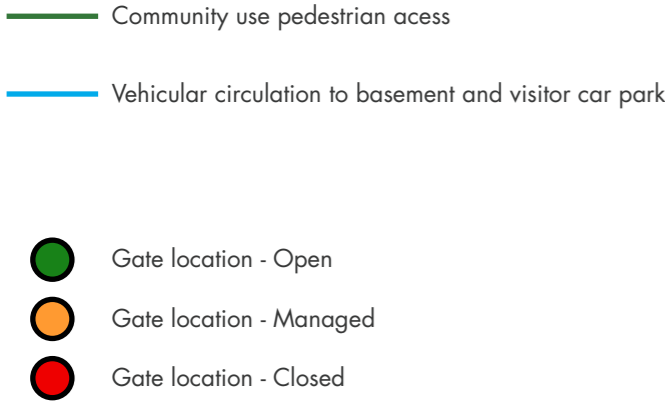 Community use pedestrian acess
Vehicular circulation to basement and visitor car park
Gate location - Open
Gate location - Managed
Gate location - Closed